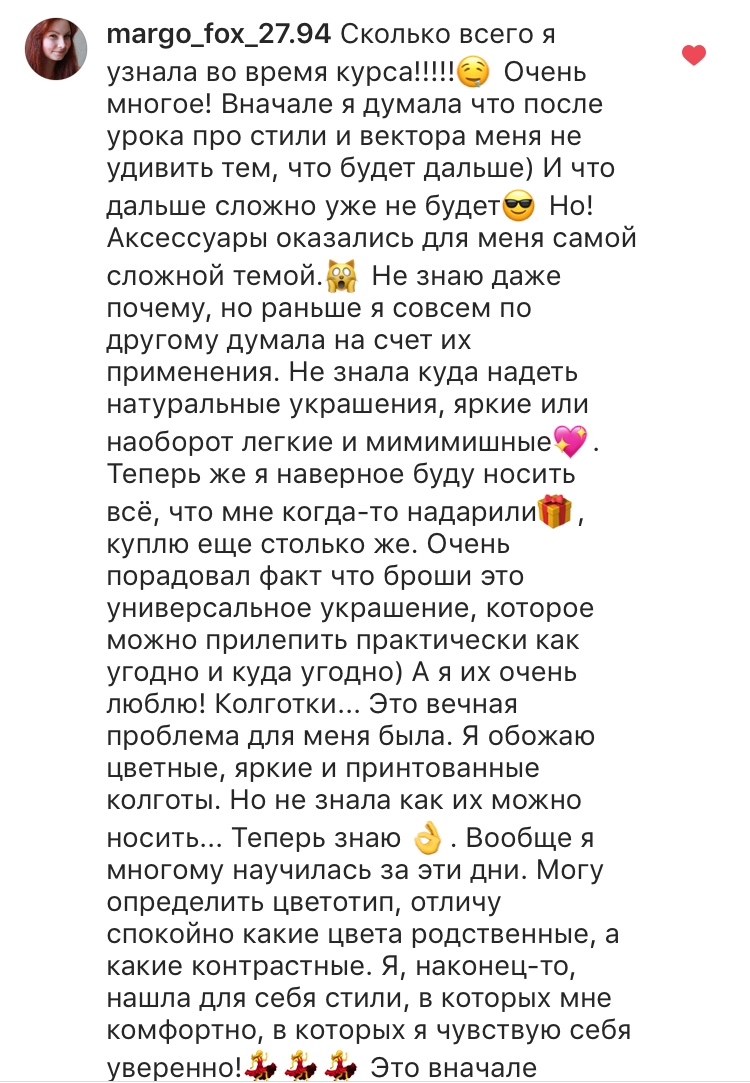 margo_fox_27.94 Сколько всего я
узнала во время курса!!!!!🤤 Очень
многое! Вначале я думала что после
урока про стили и вектора меня не
удивить тем, что будет дальше) И что
дальше сложно уже не будет😎 Но!
Аксессуары оказались для меня самой
сложной темой.🙀 Не знаю даже
почему, но раньше я совсем по
другому думала на счет их
применения. Не знала куда надеть
натуральные украшения, яркие или
наоборот легкие и мимимишные💖.
Теперь же я наверное буду носить
всё, что мне когда-то надарили🎁,
куплю еще столько же. Очень
порадовал факт что броши это
универсальное украшение, которое
можно прилепить практически как
угодно и куда угодно) А я их очень
люблю! Колготки... Это вечная
проблема для меня была. Я обожаю
цветные, яркие и принтованные
колготы. Но не знала как их можно
носить... Теперь знаю 👌. Вообще я
многому научилась за эти дни. Могу
определить цветотип, отличу
спокойно какие цвета родственные, а
какие контрастные. Я, наконец-то,
нашла для себя стили, в которых мне
комфортно, в которых я чувствую себя
уверенно!💃💃💃 Это вначале